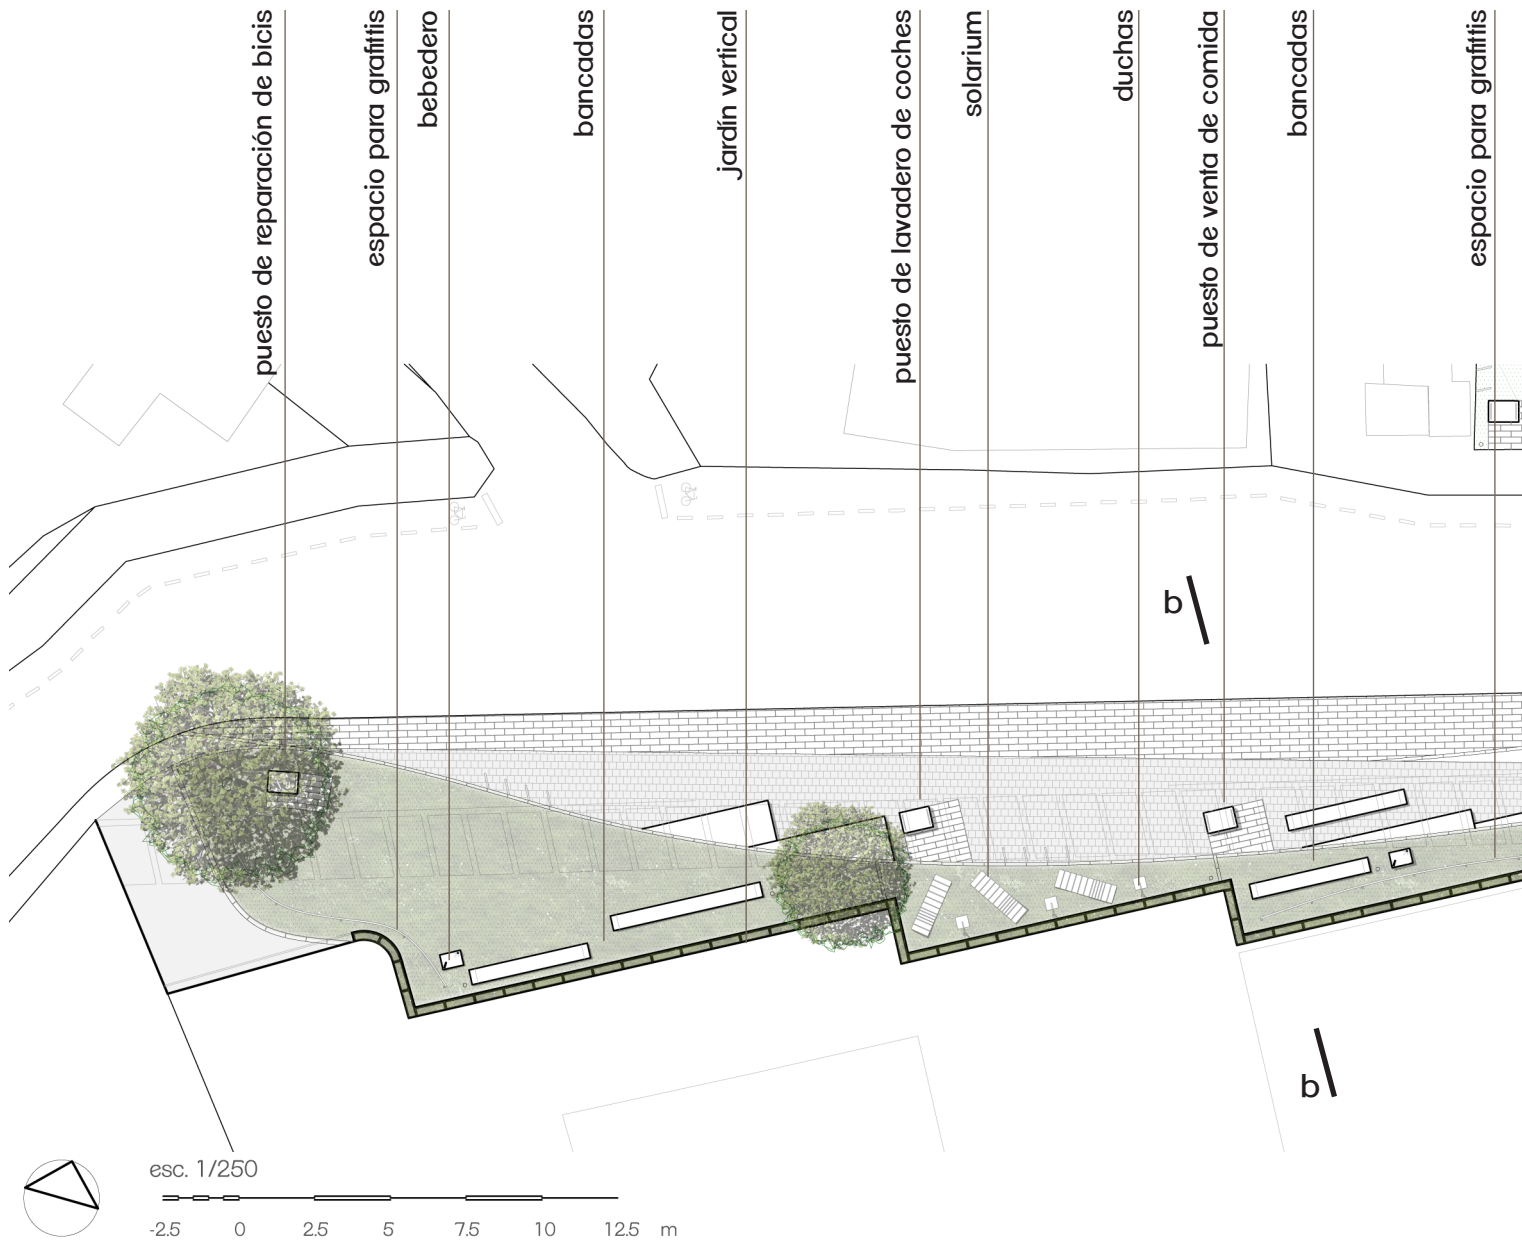 puesto de reparación de bicis
espacio para grafittis
bebedero
bancadas
jardín vertical
puesto de lavadero de coches
solarium
duchas
puesto de venta de comida
bancadas
espacio para grafittis
b
b
esc. 1/250
-2.5 0 2.5 5 7.5 10 12.5 m